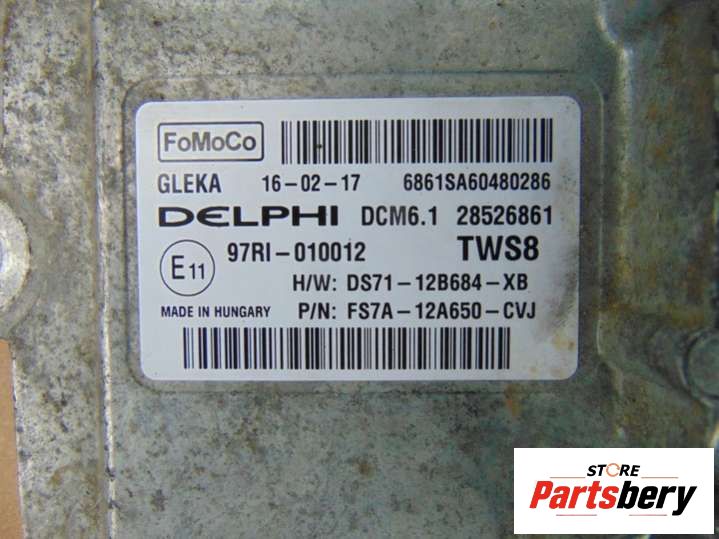 FoMoCo
GLEKA 16-02-17 6861SA60480286
DELPHI DCM6.1 28526861
E11 97RI-010012 TWS8
H/W: DS71-12B684-XB
MADE IN HUNGARY P/N: FS7A-12A650-CVJ
STORE
Partsbery